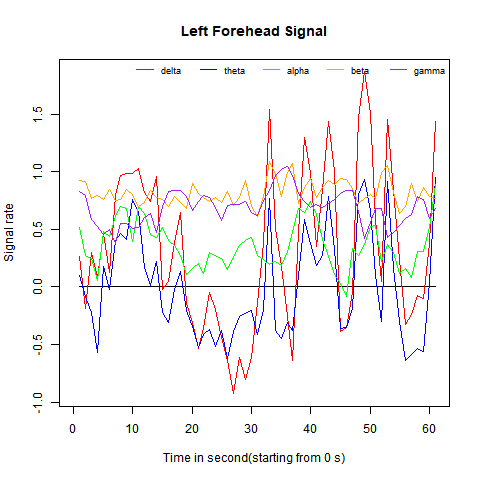 Left Forehead Signal
delta theta alpha beta gamma
Signal rate
1.5
1.0
0.5
0.0
-0.5
-1.0
0 10 20 30 40 50 60
Time in second(starting from 0 s)